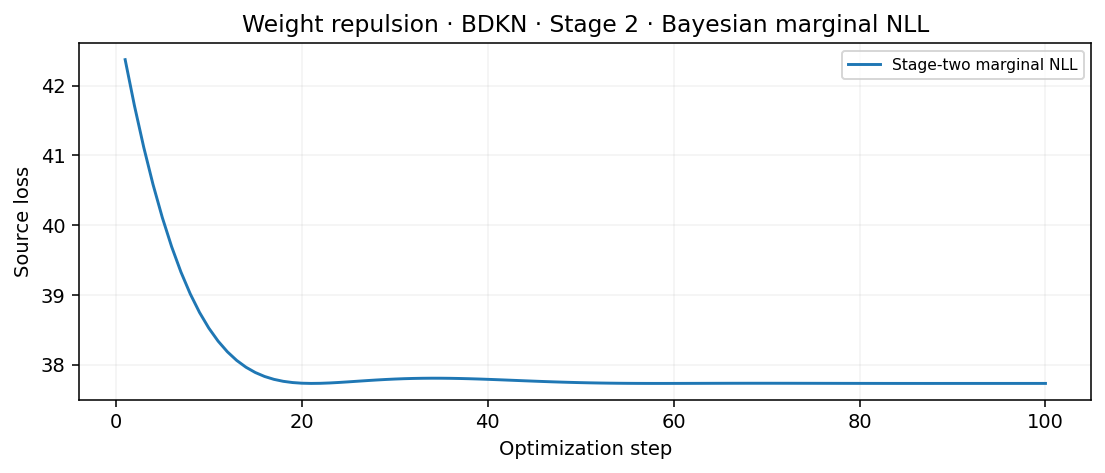 Weight repulsion · BDKN · Stage 2 · Bayesian marginal NLL
Stage-two marginal NLL
Source loss
42
41
40
39
38
0 20 40 60 80 100
Optimization step